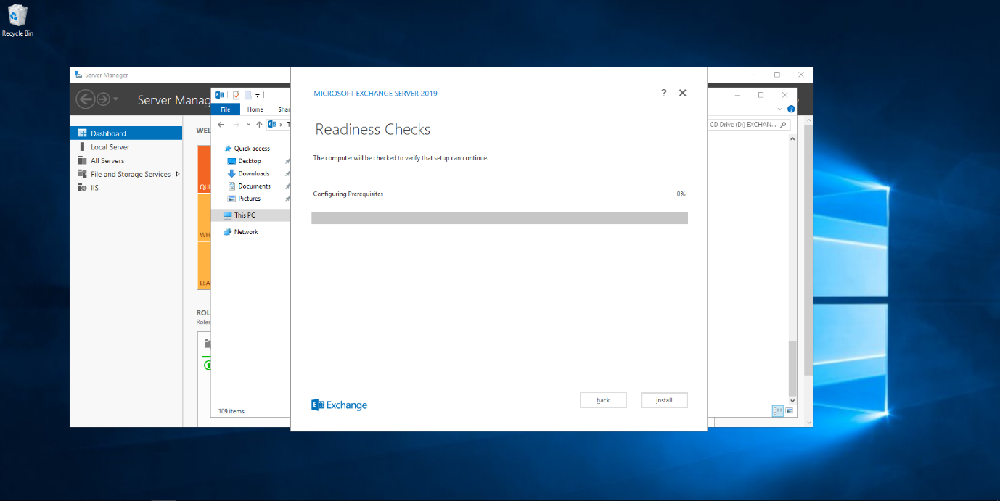 Recycle Bin
Server Manager
Server Manag
Dashboard
Local Server
All Servers
File and Storage Services
IIS
WEL
QUI
WH
LEA
ROL
Roles
File
Home
Shar
T
CD Drive (D:) EXCHAN...
Quick access
Desktop
Downloads
Documents
Pictures
This PC
Network
109 items
MICROSOFT EXCHANGE SERVER 2019
?
Readiness Checks
The computer will be checked to verify that setup can continue.
Configuring Prerequisites 0%
Exchange
back
install